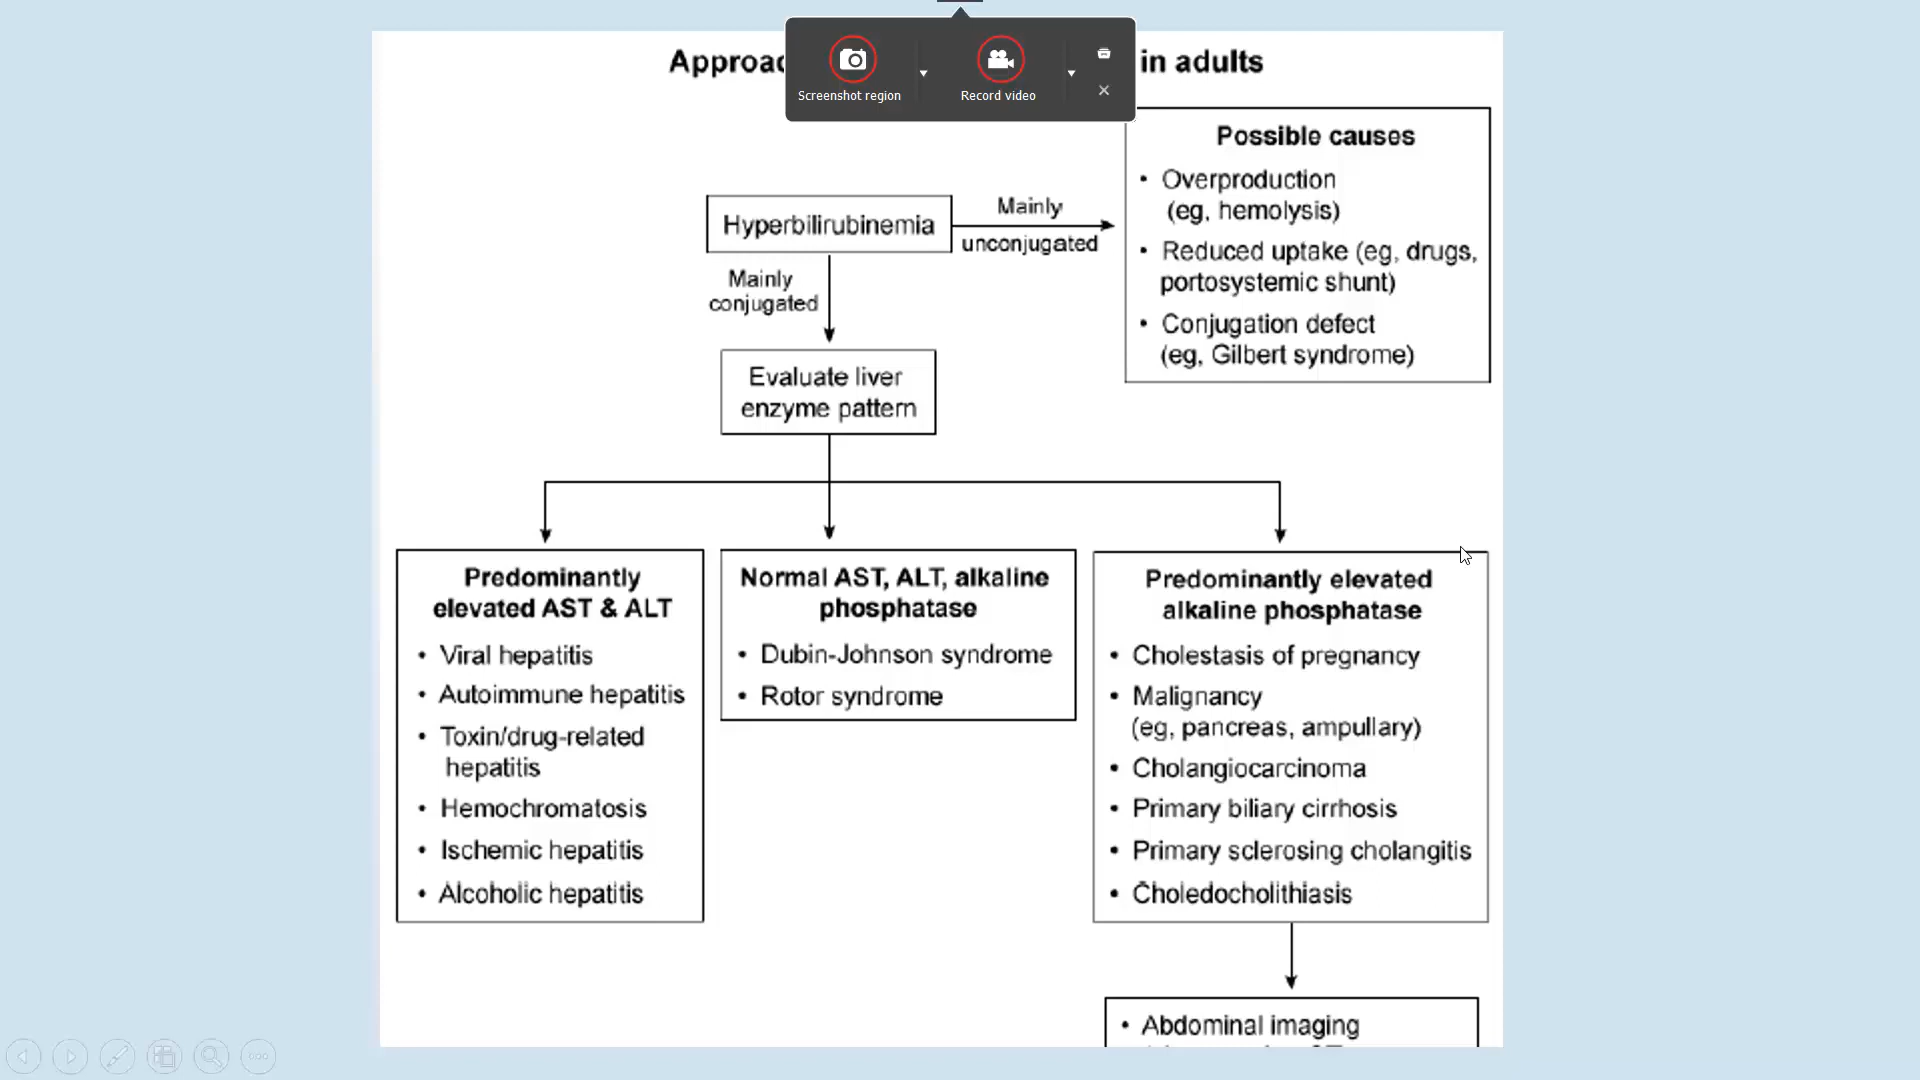 Approac
in adults
Screenshot region
Record video
Possible causes
• Overproduction
(eg, hemolysis)
• Reduced uptake (eg, drugs,
portosystemic shunt)
• Conjugation defect
(eg, Gilbert syndrome)
Hyperbilirubinemia
Mainly
unconjugated
Mainly
conjugated
Evaluate liver
enzyme pattern
Predominantly
elevated AST & ALT
• Viral hepatitis
• Autoimmune hepatitis
• Toxin/drug-related
hepatitis
• Hemochromatosis
• Ischemic hepatitis
• Alcoholic hepatitis
Normal AST, ALT, alkaline
phosphatase
• Dubin-Johnson syndrome
• Rotor syndrome
Predominantly elevated
alkaline phosphatase
• Cholestasis of pregnancy
• Malignancy
(eg, pancreas, ampullary)
• Cholangiocarcinoma
• Primary biliary cirrhosis
• Primary sclerosing cholangitis
• Choledocholithiasis
• Abdominal imaging